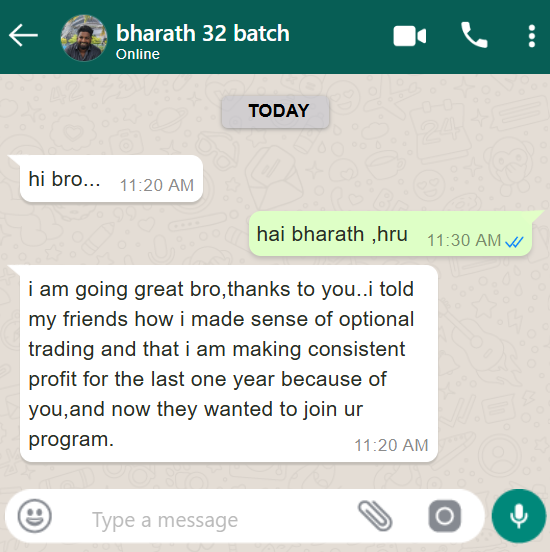 bharath 32 batch
Online
TODAY
hi bro... 11:20 AM
hai bharath ,hru 11:30 AM
i am going great bro,thanks to you..i told
my friends how i made sense of optional
trading and that i am making consistent
profit for the last one year because of
you,and now they wanted to join ur
program. 11:20 AM
Type a message